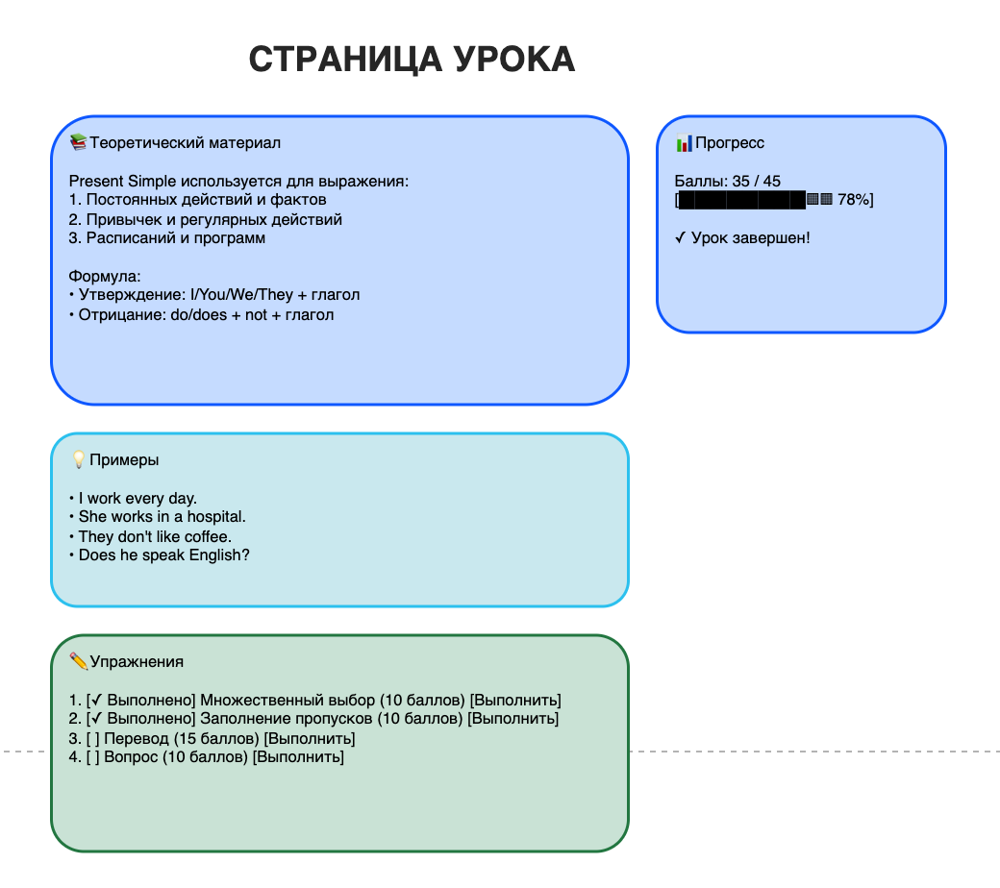 СТРАНИЦА УРОКА
📚Теоретический материал
Present Simple используется для выражения:
1. Постоянных действий и фактов
2. Привычек и регулярных действий
3. Расписаний и программ
Формула:
• Утверждение: I/You/We/They + глагол
• Отрицание: do/does + not + глагол
📊Прогресс
Баллы: 35 / 45
[██████████▦▦ 78%]
✓ Урок завершен!
💡Примеры
• I work every day.
• She works in a hospital.
• They don't like coffee.
• Does he speak English?
✏️Упражнения
1. [✓ Выполнено] Множественный выбор (10 баллов) [Выполнить]
2. [✓ Выполнено] Заполнение пропусков (10 баллов) [Выполнить]
3. [ ] Перевод (15 баллов) [Выполнить]
4. [ ] Вопрос (10 баллов) [Выполнить]